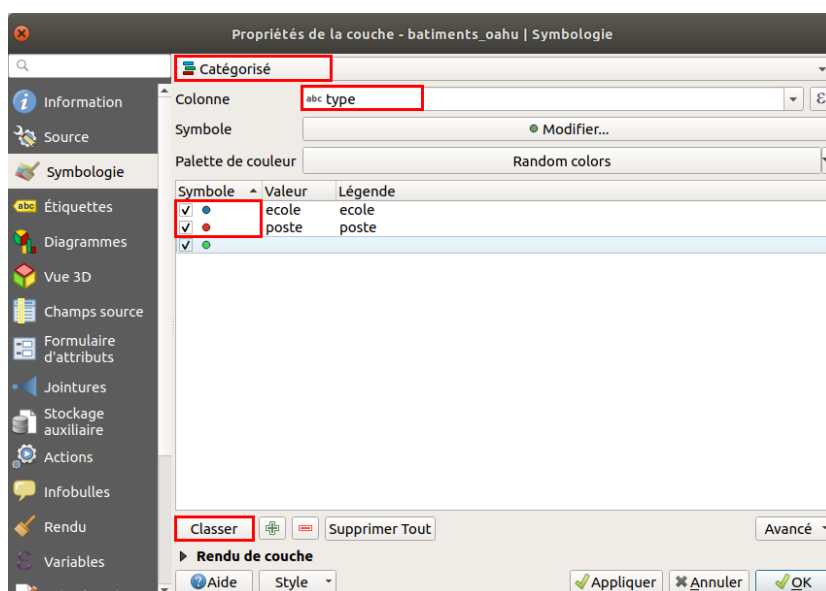 Propriétés de la couche - batiments_oahu | Symbologie
Catégorisé
Information
Source
Symbologie
abc Étiquettes
Diagrammes
Vue 3D
Champs source
Formulaire
d'attributs
Jointures
Stockage
auxiliaire
Actions
Infobulles
Rendu
Variables
Colonne abc type ε
Symbole Modifier...
Palette de couleur Random colors
Symbole Valeur Légende
ecole ecole
poste poste
Classer Supprimer Tout Avancé
Rendu de couche
Aide Style Appliquer Annuler OK